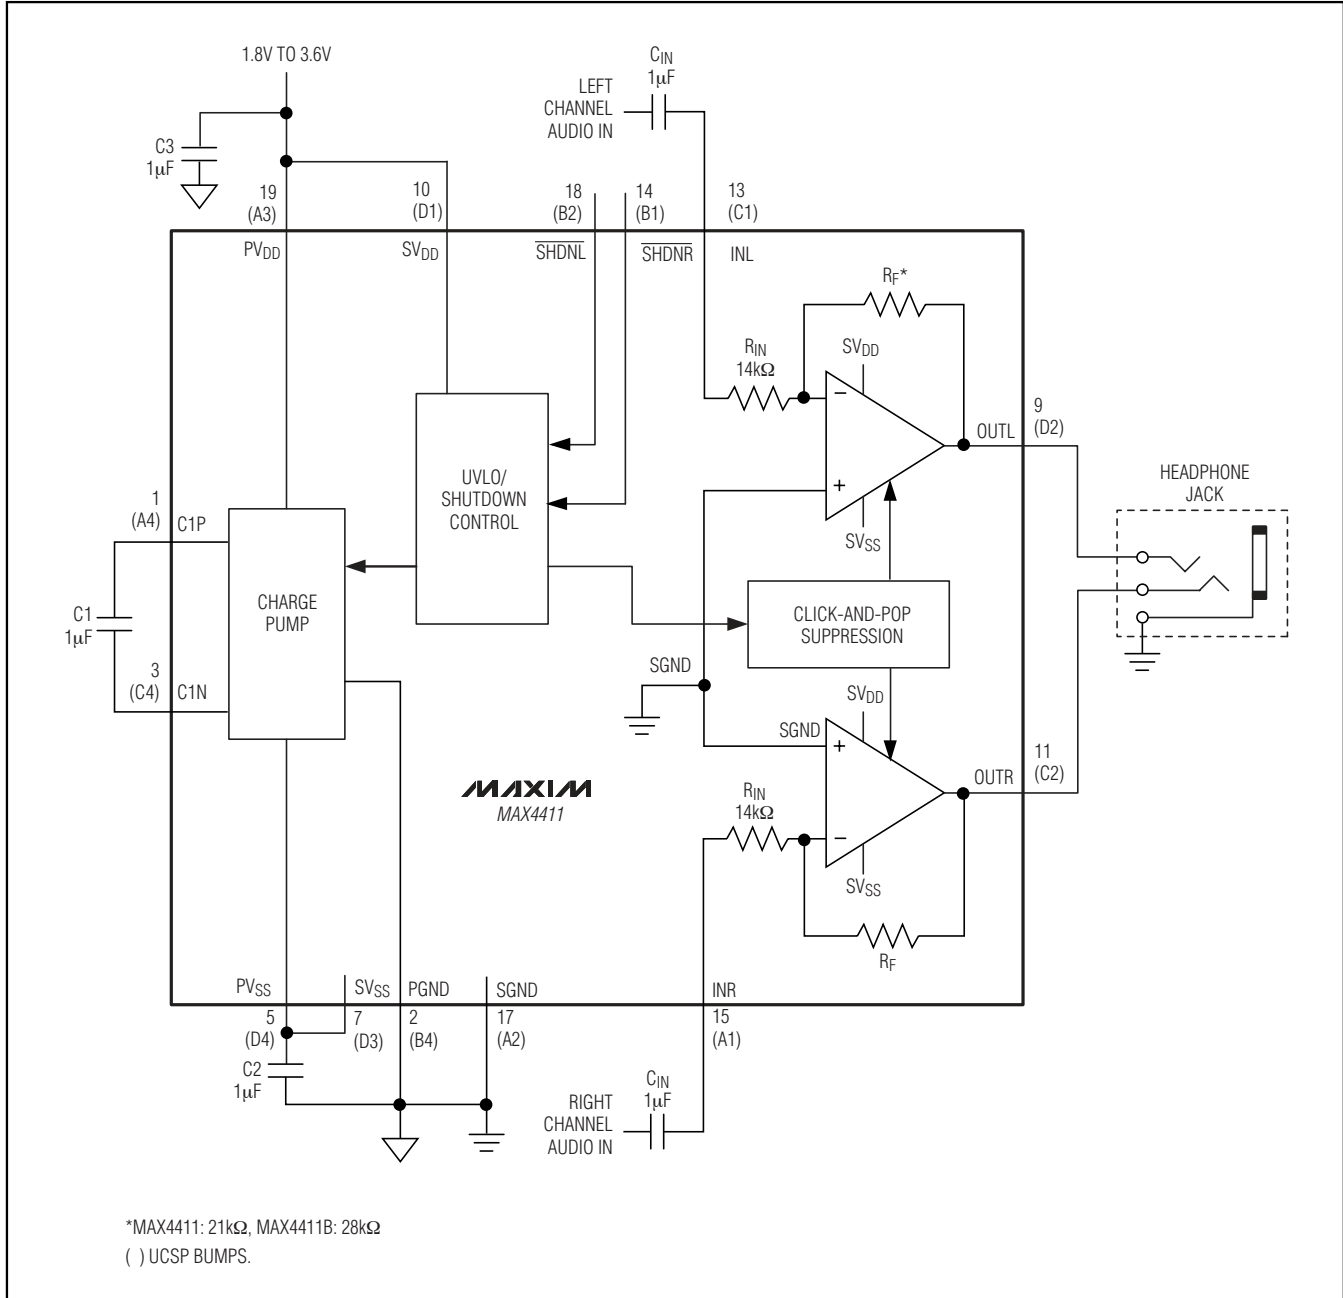 1.8V TO 3.6V
C3
1µF
LEFT
CHANNEL
AUDIO IN
CIN
1µF
19
(A3)
10
(D1)
18
(B2)
14
(B1)
13
(C1)
PVDD
SVDD
SHDNL
SHDNR
INL
RF*
RIN
14kΩ
SVDD
−
+
SVSS
OUTL
9
(D2)
HEADPHONE
JACK
UVLO/
SHUTDOWN
CONTROL
1
(A4)
C1P
C1
1µF
3
(C4)
C1N
CHARGE
PUMP
CLICK-AND-POP
SUPPRESSION
SGND
SVDD
SGND
+
−
OUTR
11
(C2)
RIN
14kΩ
SVSS
RF
MAXIM
MAX4411
PVSS
SVSS
PGND
SGND
INR
5
(D4)
7
(D3)
2
(B4)
17
(A2)
15
(A1)
C2
1µF
CIN
1µF
RIGHT
CHANNEL
AUDIO IN
*MAX4411: 21kΩ, MAX4411B: 28kΩ
( ) UCSP BUMPS.